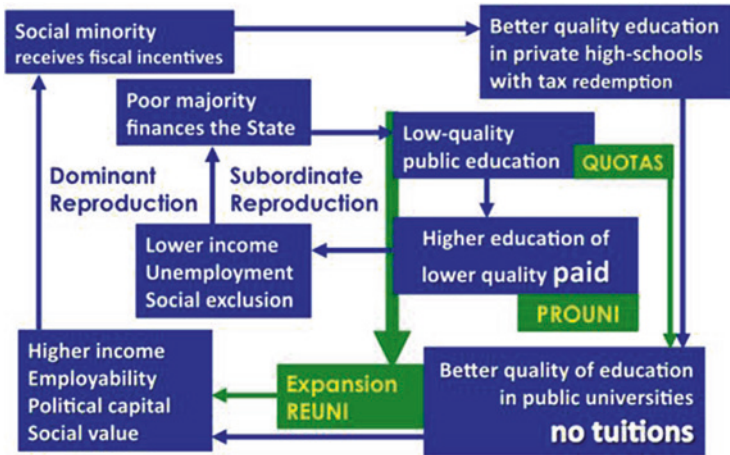 Social minority
receives fiscal incentives
Better quality education
in private high-schools
with tax redemption
Poor majority
finances the State
Low-quality
public education
QUOTAS
Dominant
Reproduction
Subordinate
Reproduction
Higher education of
lower quality paid
PROUNI
Lower income
Unemployment
Social exclusion
Higher income
Employability
Political capital
Social value
Expansion
REUNI
Better quality of education
in public universities
no tuitions